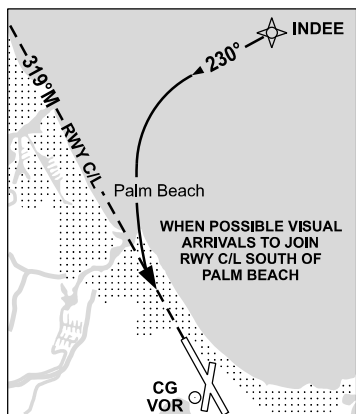 INDEE
230°
319°M
RWY C/L
Palm Beach
WHEN POSSIBLE VISUAL
ARRIVALS TO JOIN
RWY C/L SOUTH OF
PALM BEACH
CG
VOR